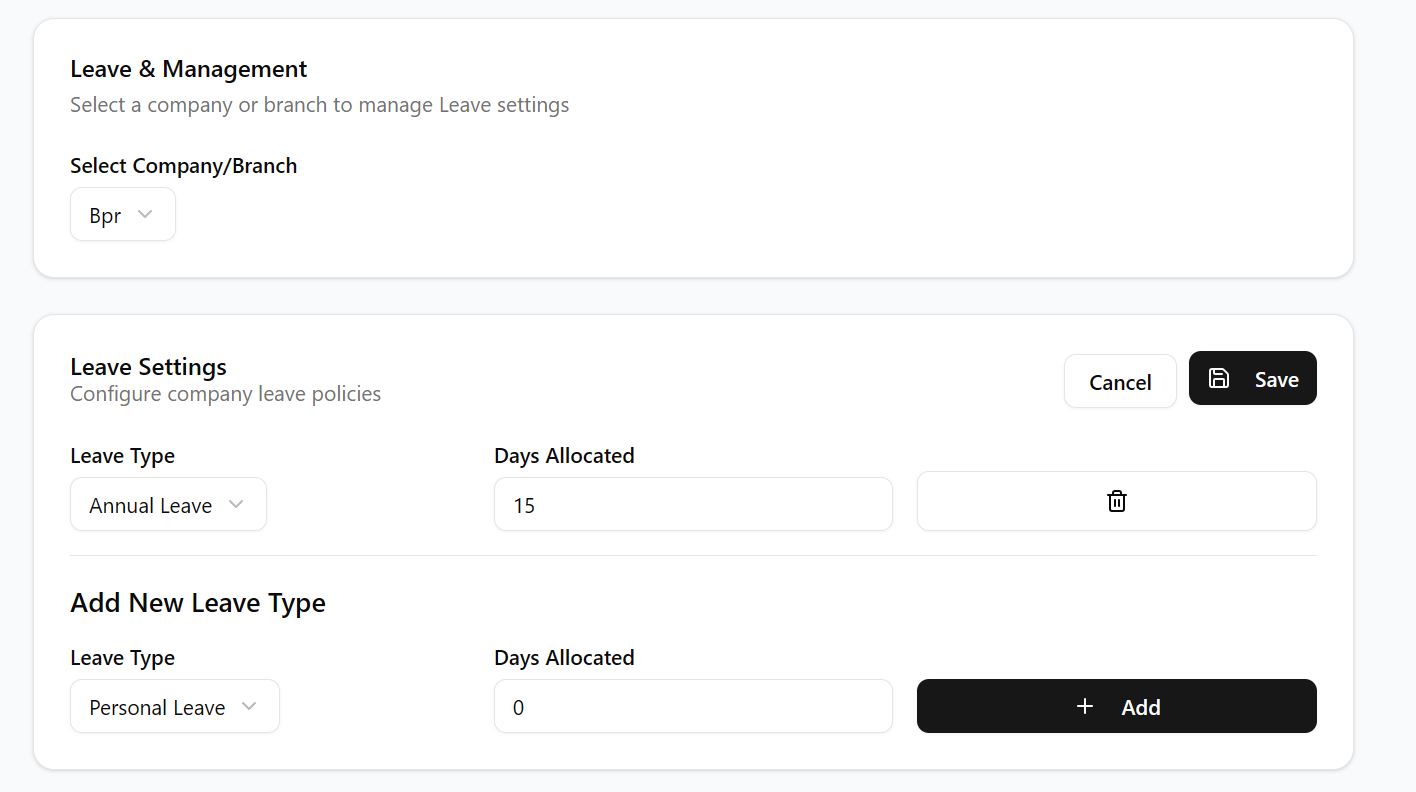 Leave & Management
Select a company or branch to manage Leave settings
Select Company/Branch
Bpr
Leave Settings
Configure company leave policies
Cancel
Save
Leave Type
Days Allocated
Annual Leave
15
Add New Leave Type
Leave Type
Days Allocated
Personal Leave
0
Add